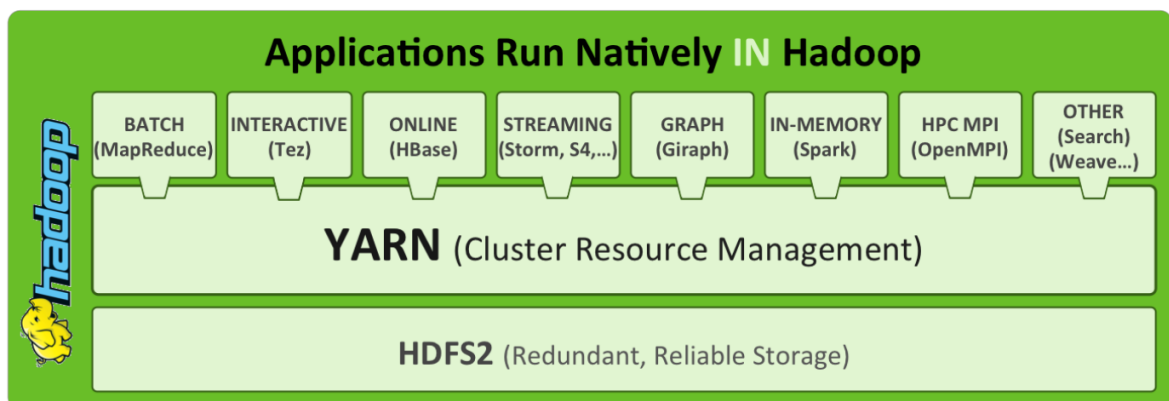 Applications Run Natively IN Hadoop
BATCH
(MapReduce)
INTERACTIVE
(Tez)
ONLINE
(HBase)
STREAMING
(Storm, S4,...)
GRAPH
(Giraph)
IN-MEMORY
(Spark)
HPC MPI
(OpenMPI)
OTHER
(Search)
(Weave...)
hadoop
YARN (Cluster Resource Management)
HDFS2 (Redundant, Reliable Storage)